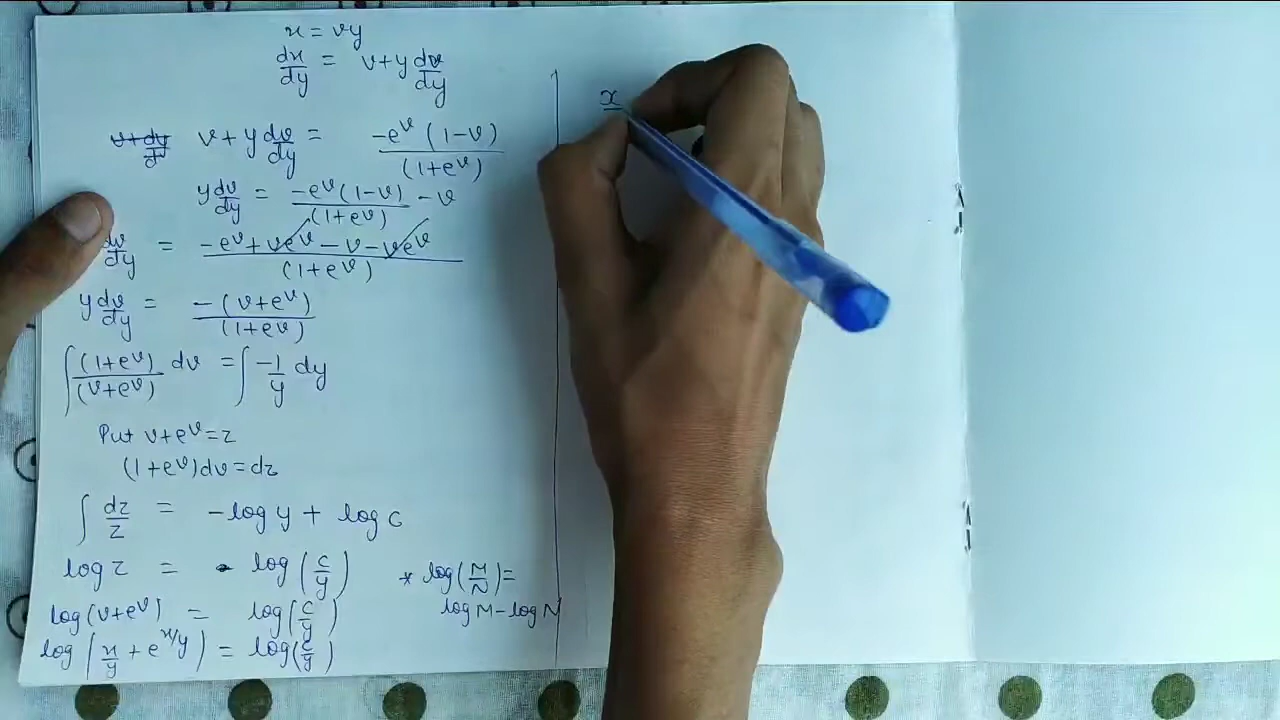 x = vy
dx/dy = v + y dv/dy
v+dy/d v + y dv/dy = -e^v (1-v) / (1+e^v)
y dv/dy = -e^v (1-v) / (1+e^v) - v
dv/dy = -e^v + ve^v - v - ve^v / (1+e^v)
y dv/dy = -(v+e^v) / (1+e^v)
∫ (1+e^v)/(v+e^v) dv = ∫ -1/y dy
Put v+e^v = z
(1+e^v)dv = dz
∫ dz/z = -log y + log c
log z = - log (c/y)
* log (M/N) =
log M - log N
log (v+e^v) = log (c/y)
log (x/y + e^x/y) = log (c/y)
x